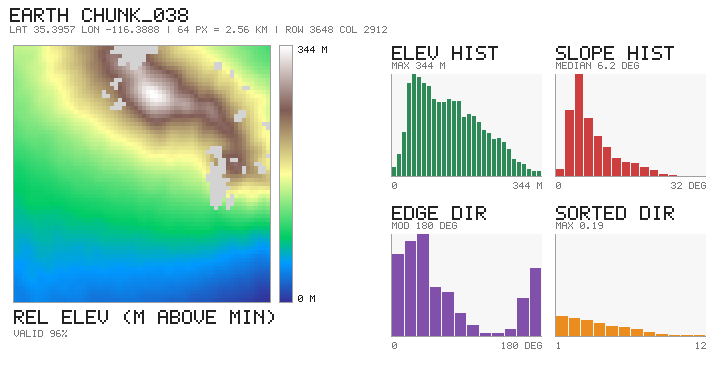 EARTH CHUNK_038
LAT 35.3957 LON -116.3888 | 64 PX = 2.56 KM | ROW 3648 COL 2912
344 M
0 M
REL ELEV (M ABOVE MIN)
VALID 96%
ELEV HIST
MAX 344 M
0 344 M
SLOPE HIST
MEDIAN 6.2 DEG
0 32 DEG
EDGE DIR
MOD 180 DEG
0 180 DEG
SORTED DIR
MAX 0.19
1 12